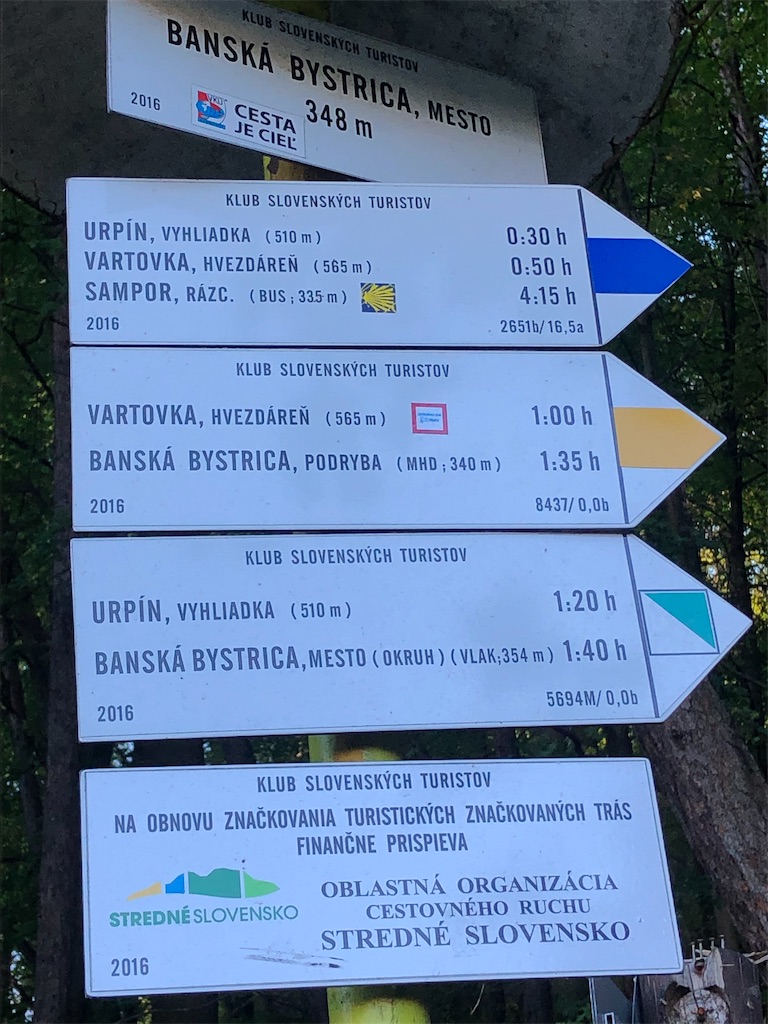 KLUB SLOVENSKÝCH TURISTOV
BANSKÁ BYSTRICA, MESTO
348 m
2016
CESTA
JE CIEĽ
KLUB SLOVENSKÝCH TURISTOV
URPÍN, VYHLIADKA (510 m) 0:30 h
VARTOVKA, HVEZDÁREŇ (565 m) 0:50 h
SAMPOR, RÁZC. (BUS ; 335 m) 4:15 h
2016 2651b/16,5a
KLUB SLOVENSKÝCH TURISTOV
VARTOVKA, HVEZDÁREŇ (565 m) 1:00 h
BANSKÁ BYSTRICA, PODRYBA (MHD ; 340 m) 1:35 h
2016 8437/0,0b
KLUB SLOVENSKÝCH TURISTOV
URPÍN, VYHLIADKA (510 m) 1:20 h
BANSKÁ BYSTRICA, MESTO (OKRUH) (VLAK;354 m) 1:40 h
2016 5694M/0,0b
KLUB SLOVENSKÝCH TURISTOV
NA OBNOVU ZNAČKOVANIA TURISTICKÝCH ZNAČKOVANÝCH TRÁS
FINANČNE PRISPIEVA
STREDNÉSLOVENSKO
OBLASTNÁ ORGANIZÁCIA
CESTOVNÉHO RUCHU
STREDNÉ SLOVENSKO
2016